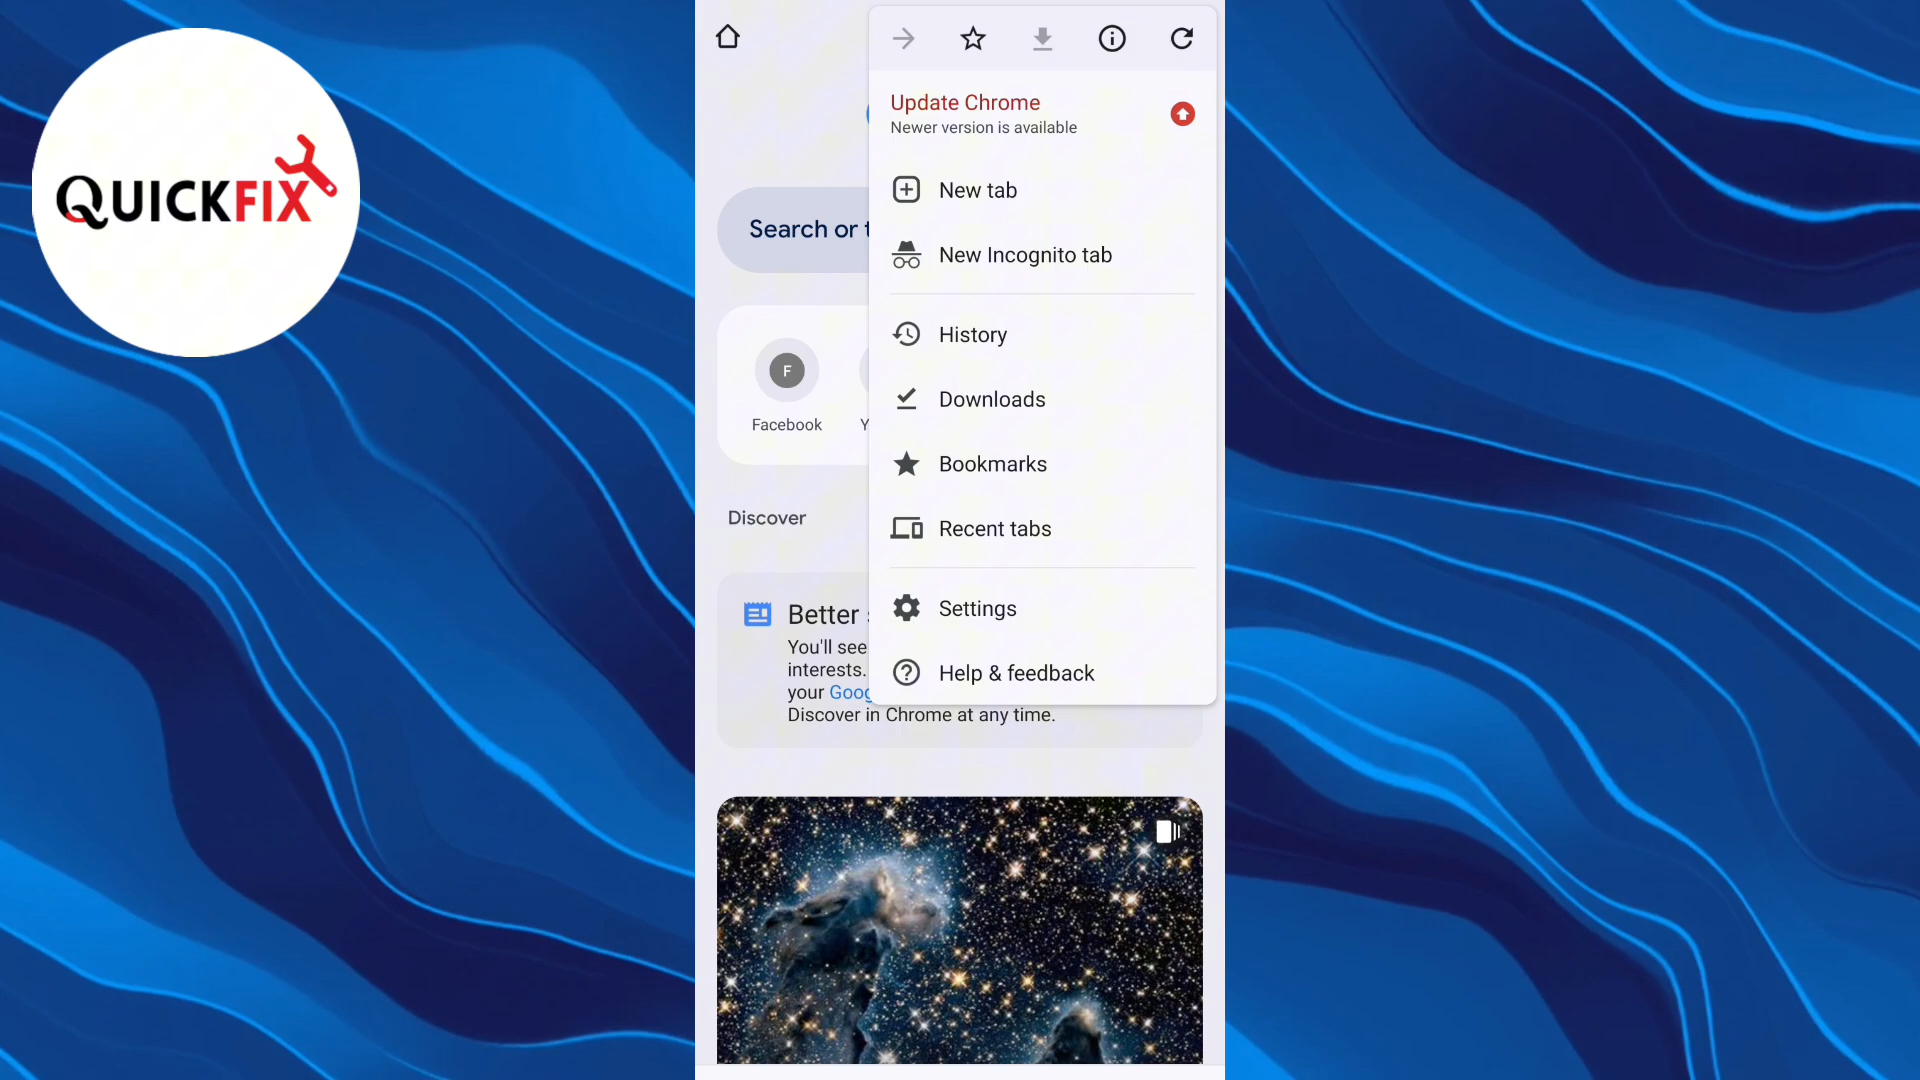 QUICKFIX
Update Chrome
Newer version is available
New tab
New Incognito tab
Search or
History
F
Facebook
Y
Downloads
Bookmarks
Recent tabs
Discover
Settings
Better
You'll see
interests.
your Goog
Discover in Chrome at any time.
Help & feedback